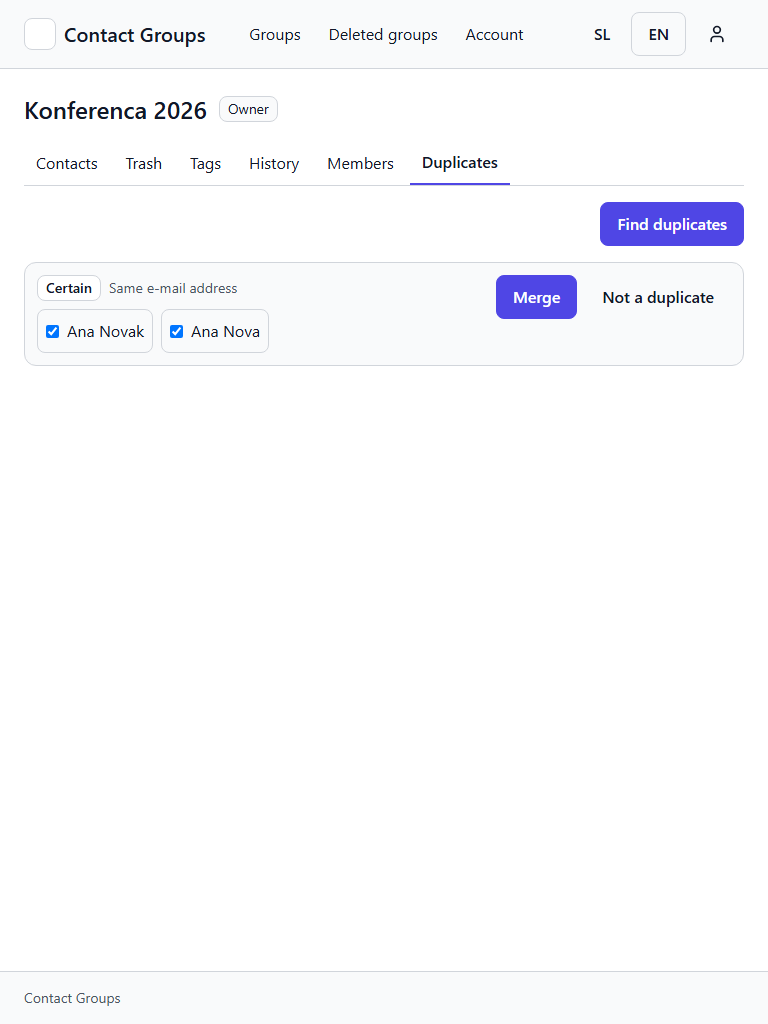 Contact Groups Groups Deleted groups Account SL EN
Konferenca 2026 Owner
Contacts Trash Tags History Members Duplicates
Find duplicates
Certain Same e-mail address Merge Not a duplicate
Ana Novak Ana Nova
Contact Groups